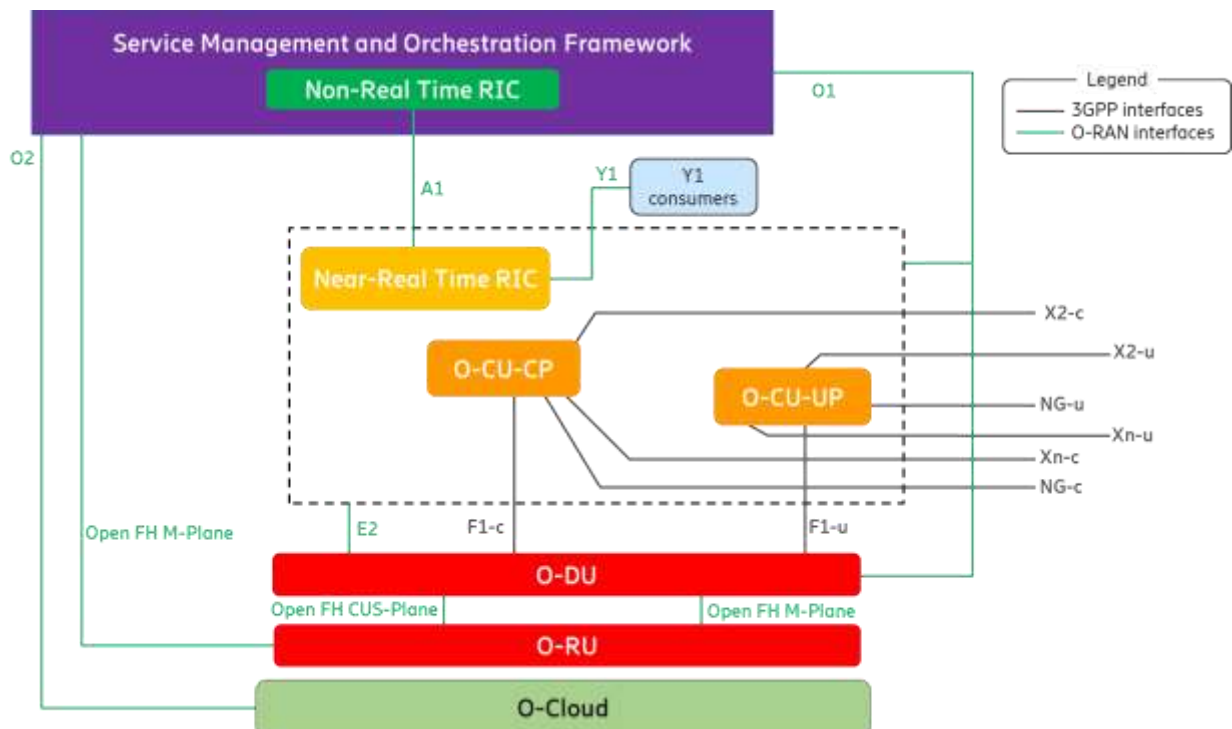 Service Management and Orchestration Framework
Non-Real Time RIC
O1
Legend
3GPP interfaces
O-RAN interfaces
O2
A1
Y1
Y1
consumers
Near-Real Time RIC
X2-c
O-CU-CP
X2-u
O-CU-UP
NG-u
Xn-u
Xn-c
NG-c
Open FH M-Plane
E2
F1-c
F1-u
O-DU
Open FH CUS-Plane
Open FH M-Plane
O-RU
O-Cloud